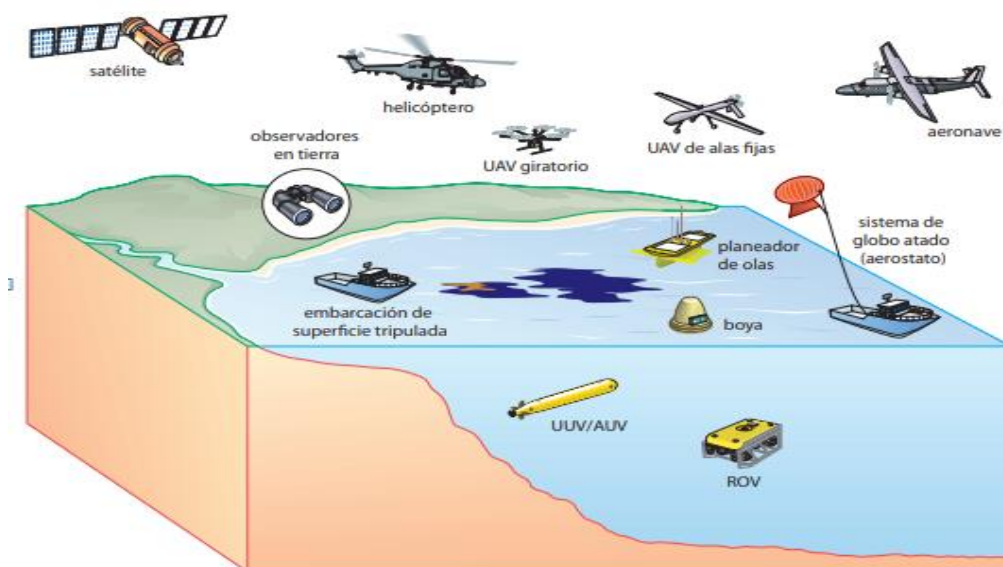 satélite
helicóptero
observadores
en tierra
UAV giratorio
UAV de alas fijas
aeronave
sistema de
globo atado
(aerostato)
planeador
de olas
embarcación de
superficie tripulada
boya
UUV/AUV
ROV